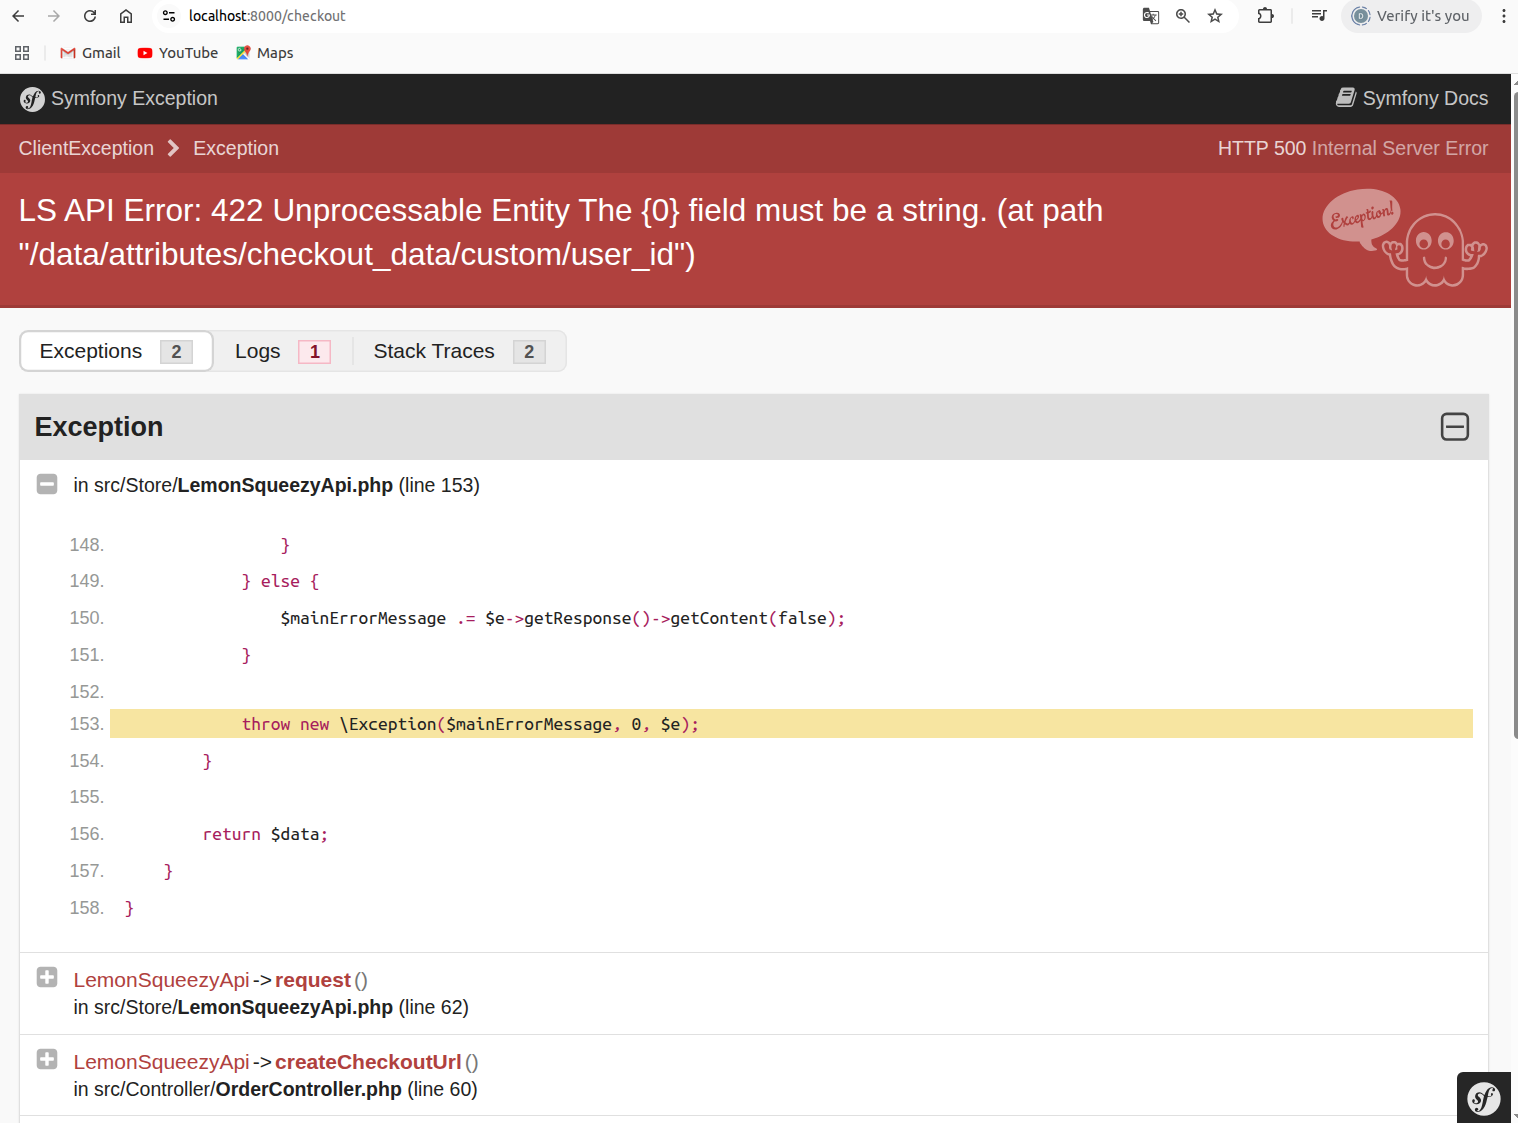 localhost:8000/checkout
Verify it's you
Gmail
YouTube
Maps
Symfony Exception
Symfony Docs
ClientException
Exception
HTTP 500 Internal Server Error
LS API Error: 422 Unprocessable Entity The {0} field must be a string. (at path
"/data/attributes/checkout_data/custom/user_id")
Exception!
Exceptions 2
Logs 1
Stack Traces 2
Exception
in src/Store/LemonSqueezyApi.php (line 153)
148. }
149. } else {
150. $mainErrorMessage .= $e->getResponse()->getContent(false);
151. }
152.
153. throw new \Exception($mainErrorMessage, 0, $e);
154. }
155.
156. return $data;
157. }
158. }
LemonSqueezyApi->request()
in src/Store/LemonSqueezyApi.php (line 62)
LemonSqueezyApi->createCheckoutUrl()
in src/Controller/OrderController.php (line 60)
sf